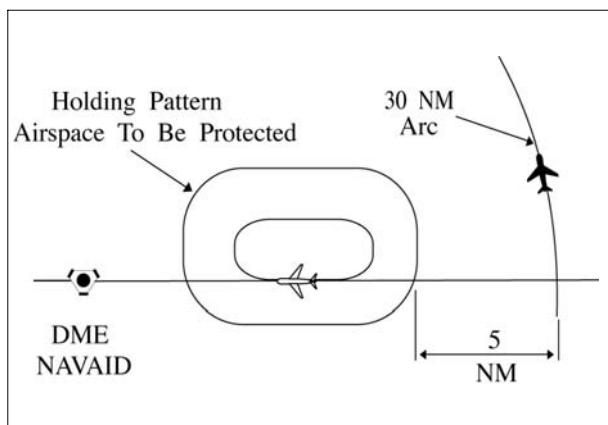 Holding Pattern
Airspace To Be Protected
30 NM
Arc
DME
NAVAID
5
NM